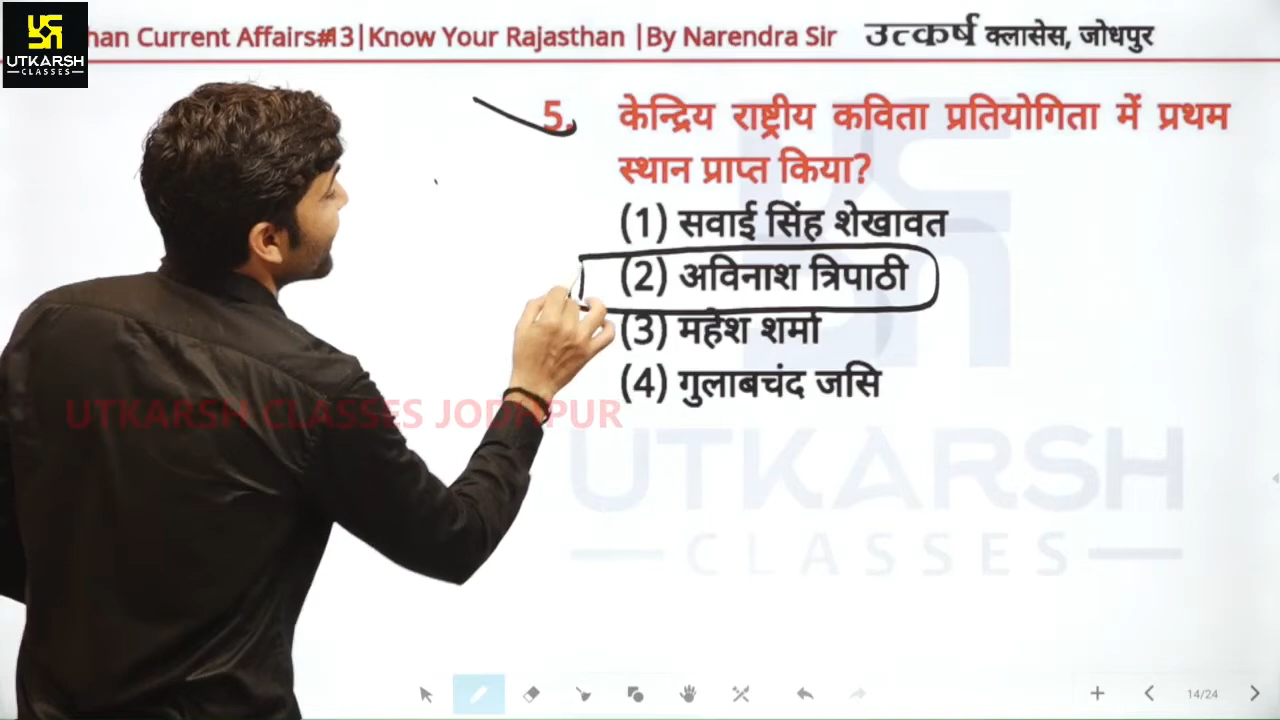 han Current Affairs#43|Know Your Rajasthan |By Narendra Sir उत्कर्ष क्लासेस, जोधपुर
UTKARSH
CLASSES
5. केन्द्रिय राष्ट्रीय कविता प्रतियोगिता में प्रथम
स्थान प्राप्त किया?
(1) सवाई सिंह शेखावत
(2) अविनाश त्रिपाठी
(3) महेश शर्मा
(4) गुलाबचंद जसि
UTKARSH CLASSES JODHPUR
UTKARSH
CLASSES
14/24